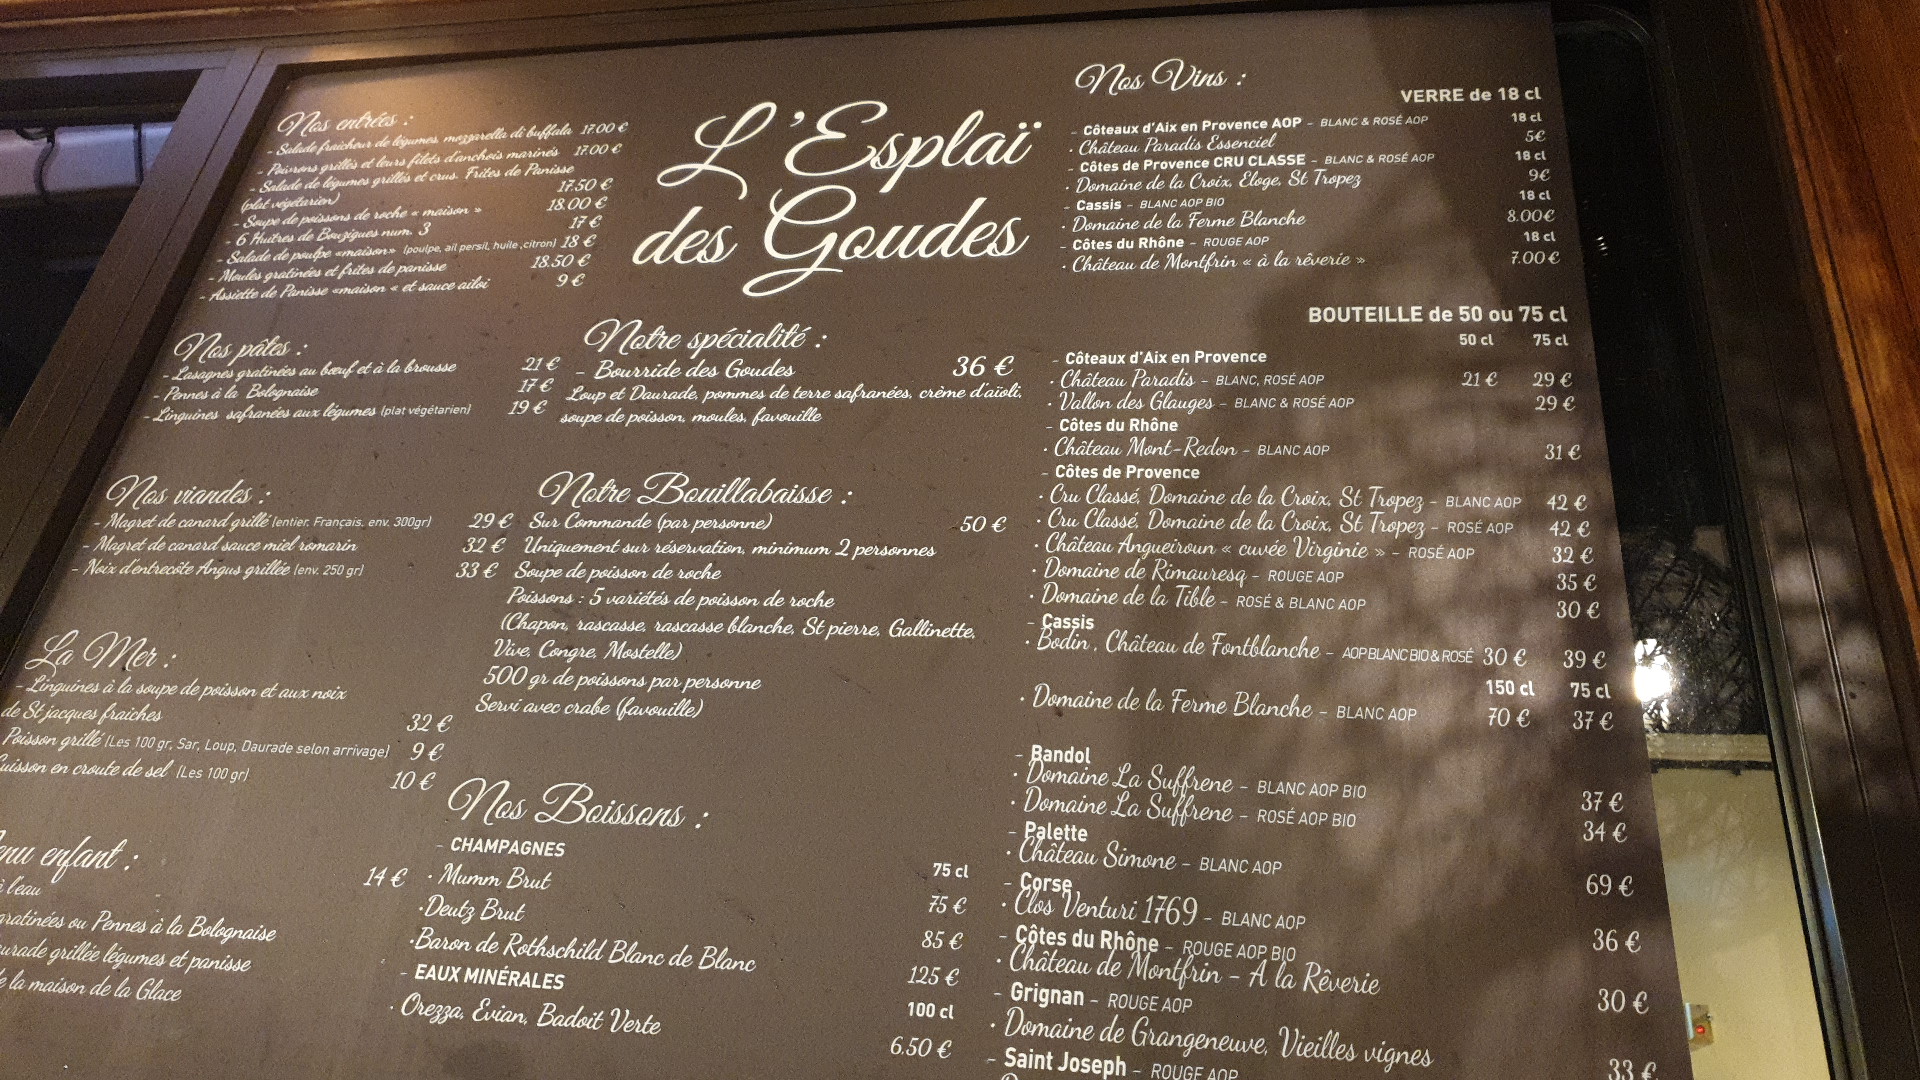 L'Esplaï
des Goudes
Nos entrées :
- Salade fraicheur de légumes, mozzarella di buffala 17.00 €
- Poivrons grillés et leurs filets d'anchois marinés 17.00 €
- Salade de légumes grillés et crus, Frites de Panisse
(plat végétarien) 17.50 €
- Soupe de poissons de roche « maison » 18.00 €
- 6 Huîtres de Bouzigues num. 3 17 €
- Salade de poulpe «maison» (poulpe, ail persil, huile ,citron) 18 €
- Moules gratinées et frites de panisse 18.50 €
- Assiette de Panisse «maison « et sauce ailoi 9 €
Nos pâtes :
- Lasagnes gratinées au bœuf et à la brousse 21 €
- Pennes à la Bolognaise 17 €
- Linguines safranées aux légumes (plat végétarien) 19 €
Nos viandes :
- Magret de canard grillé (entier, Français, env. 300gr) 29 €
- Magret de canard sauce miel romarin 32 €
- Noix d'entrecôte Angus grillée (env. 250 gr) 33 €
La Mer :
- Linguines à la soupe de poisson et aux noix
de St jacques fraiches 32 €
Poisson grillé (Les 100 gr, Sar, Loup, Daurade selon arrivage) 9 €
cuisson en croute de sel (Les 100 gr) 10 €
enu enfant : 14 €
à l'eau
gratinées ou Pennes à la Bolognaise
aurade grillée légumes et panisse
de la maison de la Glace
Notre spécialité :
- Bourride des Goudes 36 €
Loup et Daurade, pommes de terre safranées, crème d'aïoli,
soupe de poisson, moules, favouille
Notre Bouillabaisse :
Sur Commande (par personne) 50 €
Uniquement sur réservation, minimum 2 personnes
Soupe de poisson de roche
Poissons : 5 variétés de poisson de roche
(Chapon, rascasse, rascasse blanche, St pierre, Gallinette,
Vive, Congre, Mostelle)
500 gr de poissons par personne
Servi avec crabe (favouille)
Nos Boissons :
- CHAMPAGNES 75 cl
· Mumm Brut 75 €
· Deutz Brut 85 €
· Baron de Rothschild Blanc de Blanc 125 €
- EAUX MINÉRALES 100 cl
· Orezza, Evian, Badoit Verte 6.50 €
Nos Vins :
VERRE de 18 cl
- Côteaux d'Aix en Provence AOP - BLANC & ROSÉ AOP 18 cl
· Château Paradis Essenciel 5€
- Côtes de Provence CRU CLASSE - BLANC & ROSÉ AOP 18 cl
· Domaine de la Croix, Eloge, St Tropez 9€
- Cassis - BLANC AOP BIO 18 cl
· Domaine de la Ferme Blanche 8.00€
- Côtes du Rhône - ROUGE AOP 18 cl
· Château de Montfrin « à la rêverie » 7.00€
BOUTEILLE de 50 ou 75 cl
50 cl 75 cl
- Côteaux d'Aix en Provence
· Château Paradis - BLANC, ROSÉ AOP 21 € 29 €
· Vallon des Glauges - BLANC & ROSÉ AOP 29 €
- Côtes du Rhône
· Château Mont-Redon - BLANC AOP 31 €
- Côtes de Provence
· Cru Classé, Domaine de la Croix, St Tropez - BLANC AOP 42 €
· Cru Classé, Domaine de la Croix, St Tropez - ROSÉ AOP 42 €
· Château Angueiroun « cuvée Virginie » - ROSÉ AOP 32 €
· Domaine de Rimauresq - ROUGE AOP 35 €
· Domaine de la Tible - ROSÉ & BLANC AOP 30 €
- Cassis
· Bodin , Château de Fontblanche - AOP BLANC BIO & ROSÉ 30 € 39 €
150 cl 75 cl
· Domaine de la Ferme Blanche - BLANC AOP 70 € 37 €
- Bandol
· Domaine La Suffrene - BLANC AOP BIO 37 €
· Domaine La Suffrene - ROSÉ AOP BIO 34 €
- Palette
· Château Simone - BLANC AOP 69 €
- Corse
· Clos Venturi 1769 - BLANC AOP 36 €
- Côtes du Rhône - ROUGE AOP BIO
· Château de Montfrin - A la Rêverie 30 €
- Grignan - ROUGE AOP
· Domaine de Grangeneuve, Vieilles vignes 33 €
- Saint Joseph - ROUGE AOP